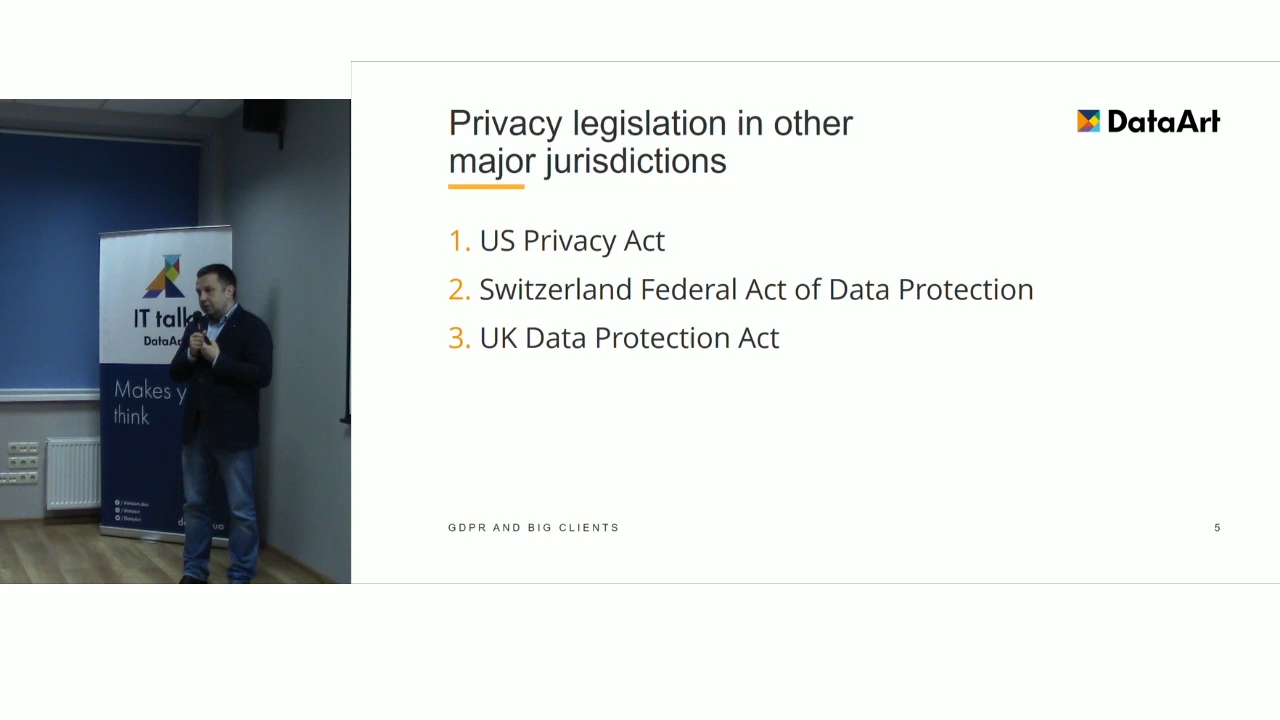 Privacy legislation in other
major jurisdictions
DataArt
1. US Privacy Act
2. Switzerland Federal Act of Data Protection
3. UK Data Protection Act
GDPR AND BIG CLIENTS
5
IT talk
DataAr
Makes y
think